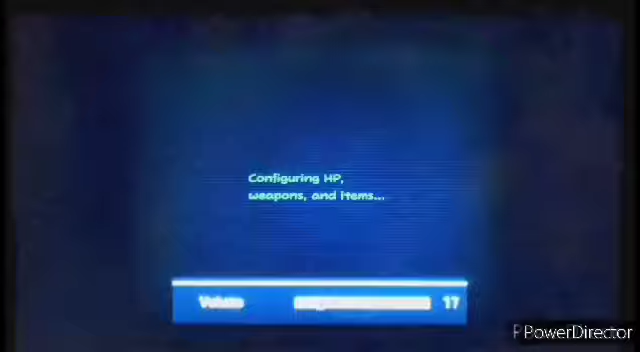 Configuring HP,
weapons, and items...
Volume 17
PowerDirector